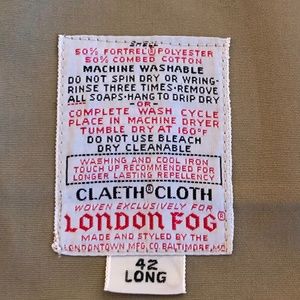 SHELL
50% FORTREL® POLYESTER
50% COMBED COTTON
MACHINE WASHABLE
DO NOT SPIN DRY OR WRING-
RINSE THREE TIMES·REMOVE
ALL SOAPS·HANG TO DRIP DRY
-OR-
COMPLETE WASH CYCLE
PLACE IN MACHINE DRYER
TUMBLE DRY AT 160°F
DO NOT USE BLEACH
DRY CLEANABLE
WASHING AND COOL IRON
TOUCH UP RECOMMENDED FOR
LONGER LASTING REPELLENCY
CLAETH® CLOTH
WOVEN EXCLUSIVELY FOR
LONDON FOG®
MADE AND STYLED BY THE
LONDONTOWN MFG. CO. BALTIMORE, MD.
42
LONG